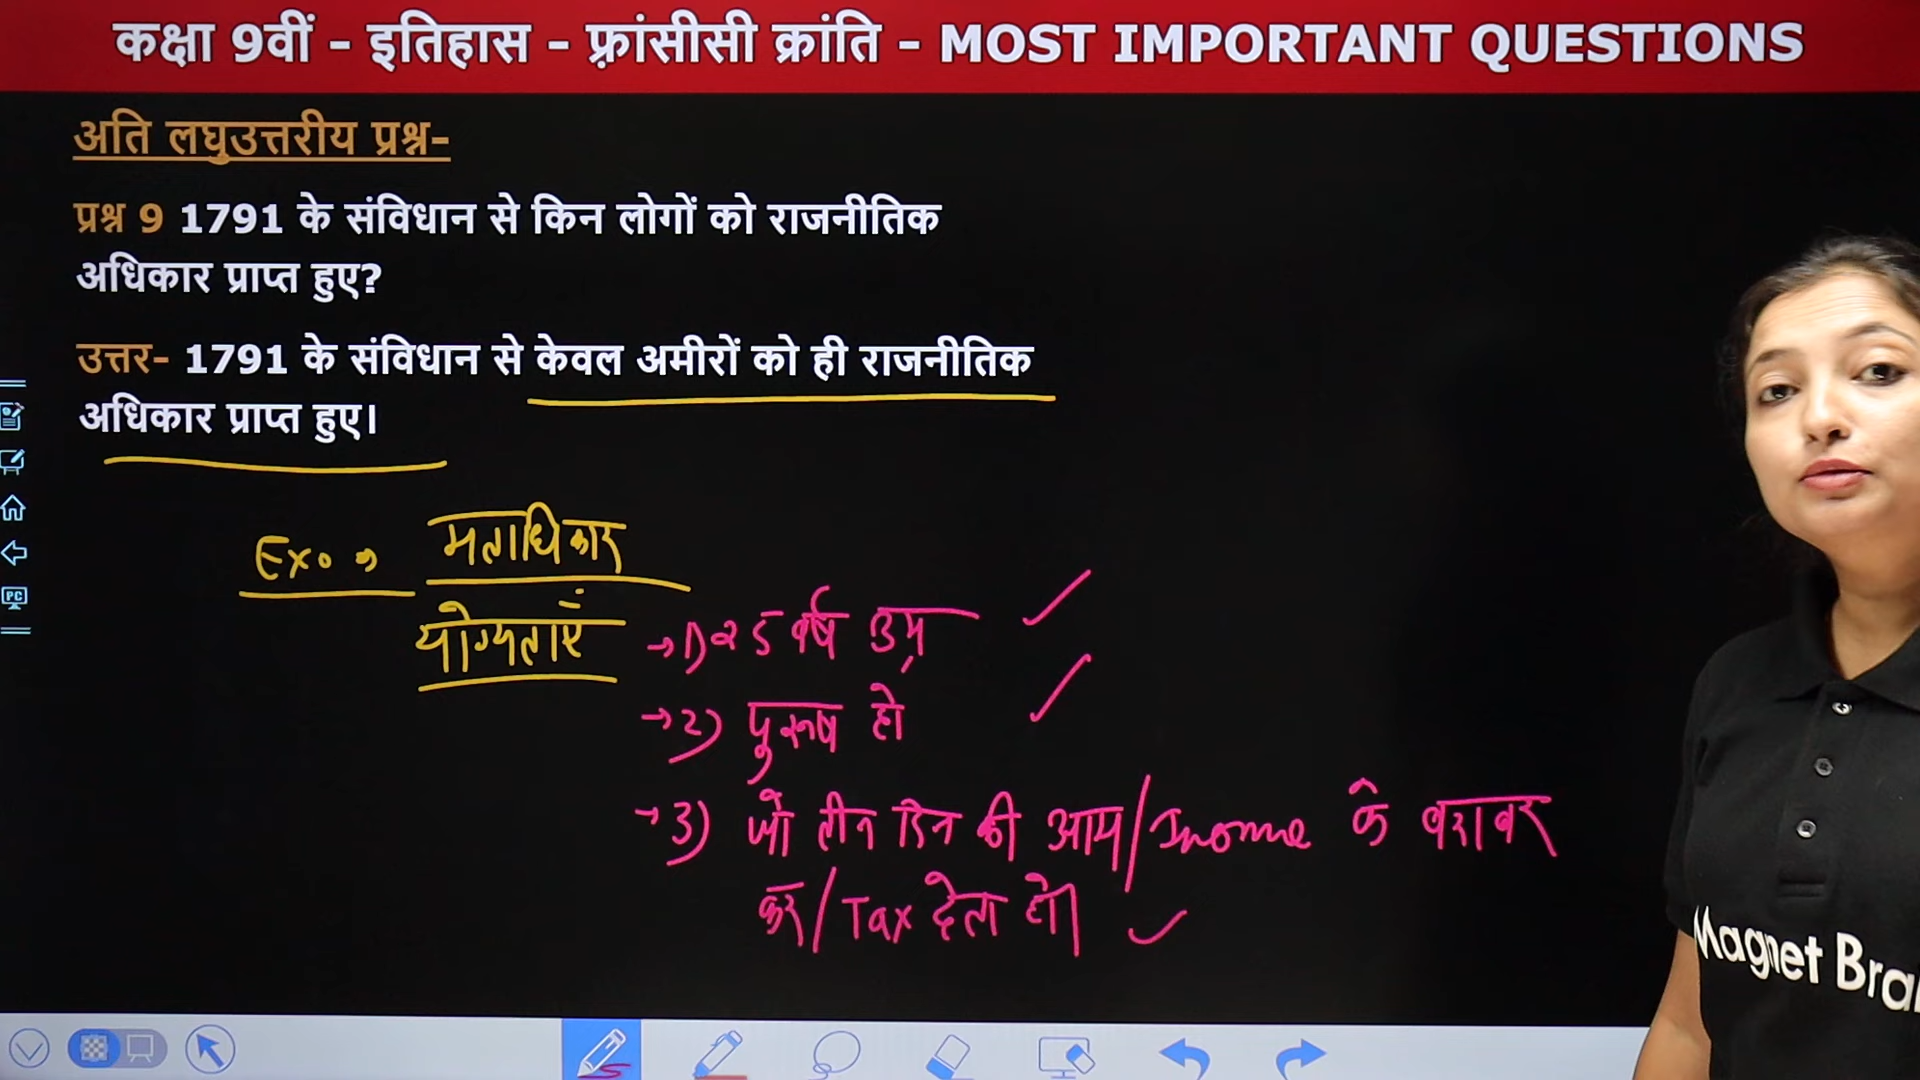 कक्षा 9वीं - इतिहास - फ़्रांसीसी क्रांति - MOST IMPORTANT QUESTIONS
अति लघुउत्तरीय प्रश्न-
प्रश्न 9 1791 के संविधान से किन लोगों को राजनीतिक
अधिकार प्राप्त हुए?
उत्तर- 1791 के संविधान से केवल अमीरों को ही राजनीतिक
अधिकार प्राप्त हुए।
Ex. मताधिकार
योग्यताएं
→1) 25 वर्ष उम्र
→2) पुरुष हो
→3) जो तीन दिन की आय/Income के बराबर
कर/Tax देता हो।
PC
Magnet Bra